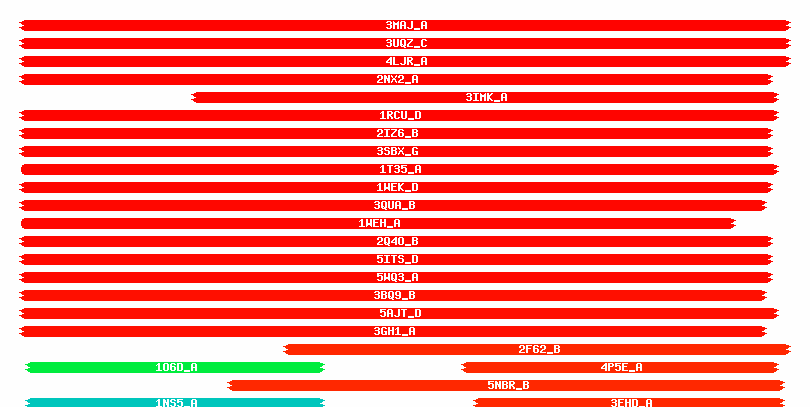 3MAJ_A
3UQZ_C
4LJR_A
2NX2_A
3IMK_A
1RCU_D
2IZ6_B
3SBX_G
1T35_A
1WEK_D
3QUA_B
1WEH_A
2Q4O_B
5ITS_D
5WQ3_A
3BQ9_B
5AJT_D
3GH1_A
2F62_B
1O6D_A 4P5E_A
5NBR_B
1NS5_A 3EHD_A